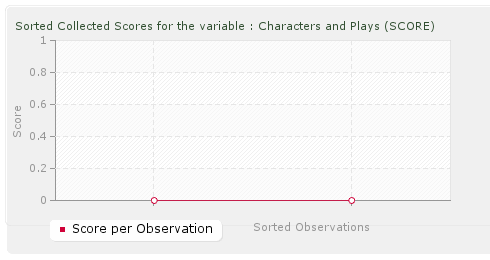 Sorted Collected Scores for the variable : Characters and Plays (SCORE)
1
0.8
0.6
0.4
0.2
0
Score
Score per Observation
Sorted Observations